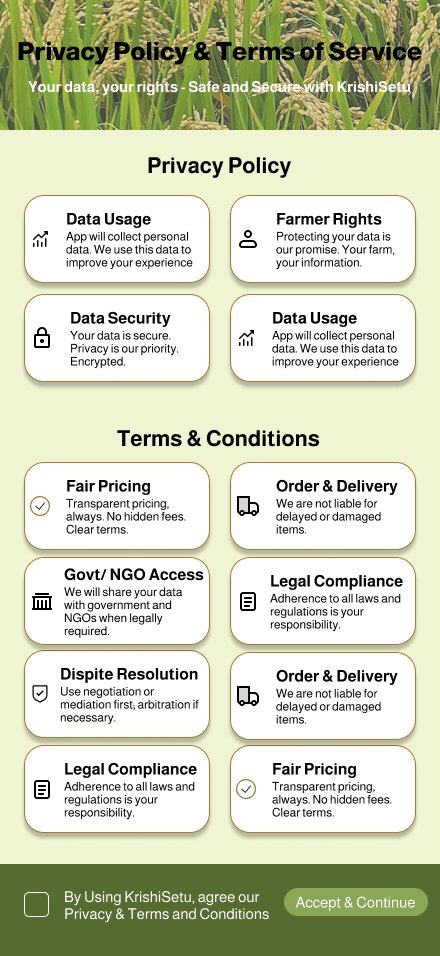 Privacy Policy & Terms of Service
Your data, your rights - Safe and Secure with KrishiSetu
Privacy Policy
Data Usage
App will collect personal
data. We use this data to
improve your experience
Farmer Rights
Protecting your data is
our promise. Your farm,
your information.
Data Security
Your data is secure.
Privacy is our priority.
Encrypted.
Data Usage
App will collect personal
data. We use this data to
improve your experience
Terms & Conditions
Fair Pricing
Transparent pricing,
always. No hidden fees.
Clear terms.
Order & Delivery
We are not liable for
delayed or damaged
items.
Govt/ NGO Access
We will share your data
with government and
NGOs when legally
required.
Legal Compliance
Adherence to all laws and
regulations is your
responsibility.
Dispite Resolution
Use negotiation or
mediation first; arbitration if
necessary.
Order & Delivery
We are not liable for
delayed or damaged
items.
Legal Compliance
Adherence to all laws and
regulations is your
responsibility.
Fair Pricing
Transparent pricing,
always. No hidden fees.
Clear terms.
By Using KrishiSetu, agree our
Privacy & Terms and Conditions
Accept & Continue